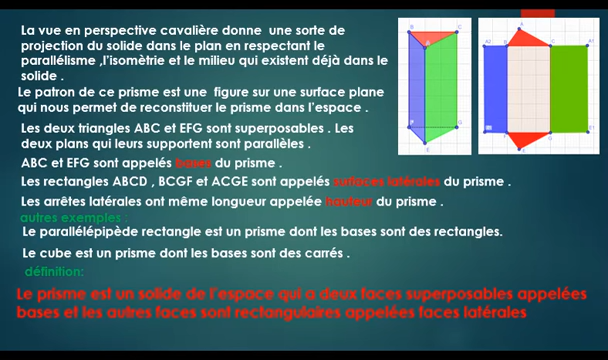 La vue en perspective cavalière donne une sorte de
projection du solide dans le plan en respectant le
parallélisme ,l'isomètrie et le milieu qui existent déjà dans le
solide .
Le patron de ce prisme est une figure sur une surface plane
qui nous permet de reconstituer le prisme dans l'espace .
Les deux triangles ABC et EFG sont superposables . Les
deux plans qui leurs supportent sont parallèles .
ABC et EFG sont appelés bases du prisme .
Les rectangles ABCD , BCGF et ACGE sont appelés surfaces latérales du prisme .
Les arrêtes latérales ont même longueur appelée hauteur du prisme .
autres exemples :
Le parallélépipède rectangle est un prisme dont les bases sont des rectangles.
Le cube est un prisme dont les bases sont des carrés .
définition:
Le prisme est un solide de l'espace qui a deux faces superposables appelées
bases et les autres faces sont rectangulaires appelées faces latérales
B
C
A
F
G
E
A